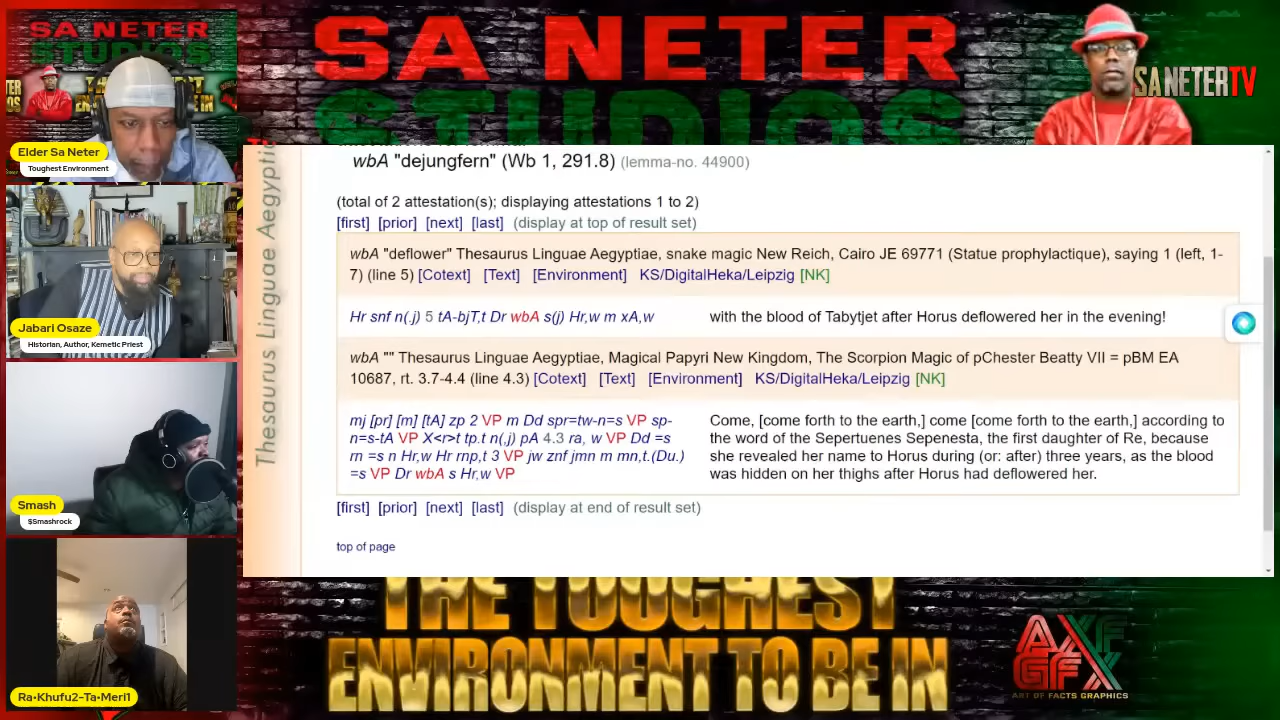 SA NETER
STUDIOS
SA NETER
STUDIOS
SA NETER TV
Elder Sa Neter
Toughest Environment
Jabari Osaze
Historian, Author, Kemetic Priest
Smash
$Smashrock
Ra•Khufu2-Ta•Meri1
Thesaurus Linguae Aegyptia
wbA "dejungfern" (Wb 1, 291.8) (lemma-no. 44900)
(total of 2 attestation(s); displaying attestations 1 to 2)
[first] [prior] [next] [last] (display at top of result set)
wbA "deflower" Thesaurus Linguae Aegyptiae, snake magic New Reich, Cairo JE 69771 (Statue prophylactique), saying 1 (left, 1-
7) (line 5) [Cotext] [Text] [Environment] KS/DigitalHeka/Leipzig [NK]
Hr snf n(.j) 5 tA-bjT,t Dr wbA s(j) Hr,w m xA,w
with the blood of Tabytjet after Horus deflowered her in the evening!
wbA "" Thesaurus Linguae Aegyptiae, Magical Papyri New Kingdom, The Scorpion Magic of pChester Beatty VII = pBM EA
10687, rt. 3.7-4.4 (line 4.3) [Cotext] [Text] [Environment] KS/DigitalHeka/Leipzig [NK]
mj [pr] [m] [tA] zp 2 VP m Dd spr=tw-n=s VP sp-
n=s-tA VP X<r>t tp.t n(,j) pA 4.3 ra, w VP Dd =s
rn =s n Hr,w Hr rnp,t 3 VP jw znf jmn m mn,t.(Du.)
=s VP Dr wbA s Hr,w VP
Come, [come forth to the earth,] come [come forth to the earth,] according to
the word of the Sepertuenes Sepenesta, the first daughter of Re, because
she revealed her name to Horus during (or: after) three years, as the blood
was hidden on her thighs after Horus had deflowered her.
[first] [prior] [next] [last] (display at end of result set)
top of page
THE TOUGHEST
ENVIRONMENT TO BE IN
AXF
GFX
ART OF FACTS GRAPHICS